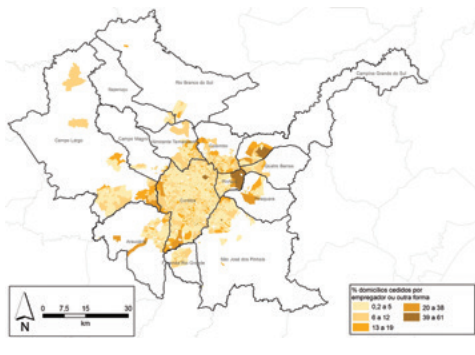 Campina Grande do Sul
Rio Branco do Sul
Itaperuçu
Campo Largo
Campo Magro
Almirante Tamandaré
Colombo
Quatro Barras
Pinhais
Piraquara
Curitiba
Araucária
São José dos Pinhais
Fazenda Rio Grande
N
0 7,5 15 30
km
% domicílios cedidos por
empregador ou outra forma
0,2 a 5
6 a 12
13 a 19
20 a 38
39 a 61